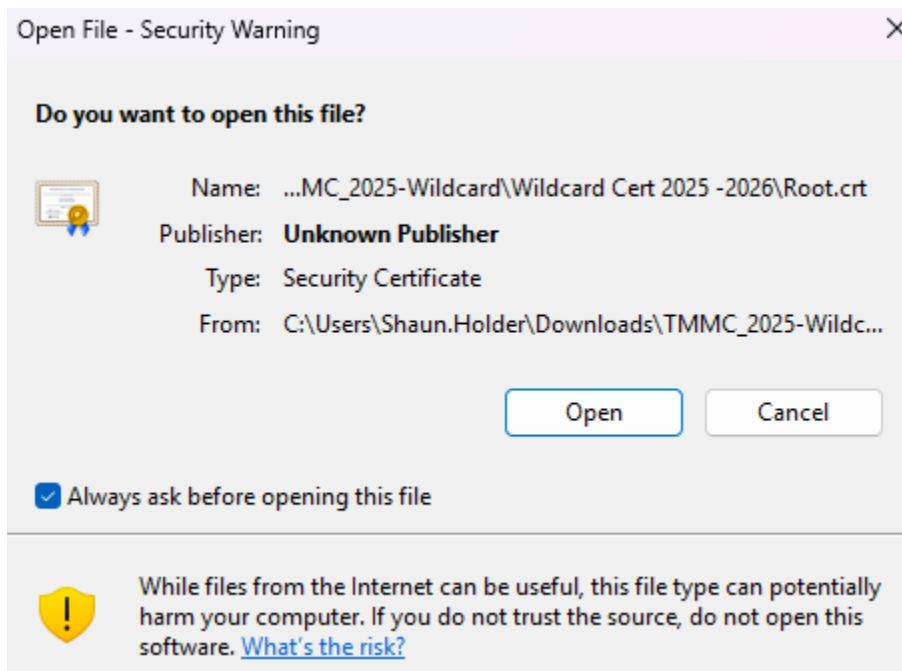 Open File - Security Warning
Do you want to open this file?
Name: ...MC_2025-Wildcard\Wildcard Cert 2025 -2026\Root.crt
Publisher: Unknown Publisher
Type: Security Certificate
From: C:\Users\Shaun.Holder\Downloads\TMMC_2025-Wildc...
Open Cancel
Always ask before opening this file
While files from the Internet can be useful, this file type can potentially
harm your computer. If you do not trust the source, do not open this
software. What's the risk?